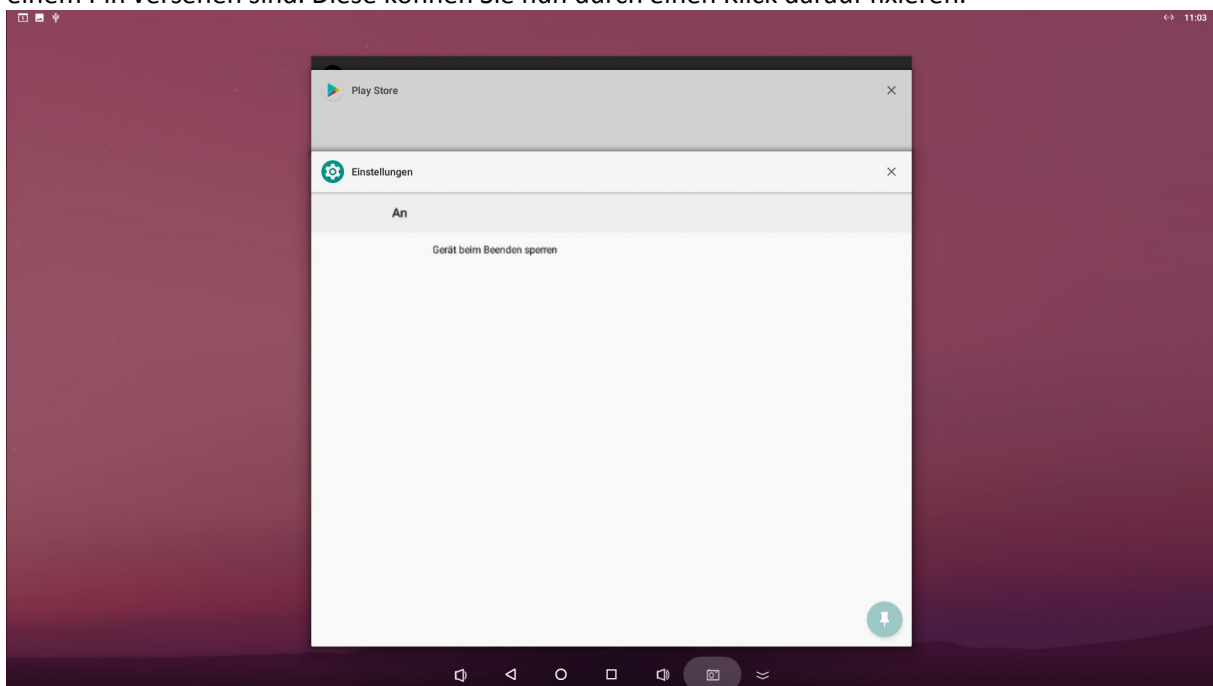 einem Pin versehen sind. Diese können Sie nun durch einen Klick darauf fixieren.
11:03
Play Store
Einstellungen
An
Gerät beim Beenden sperren